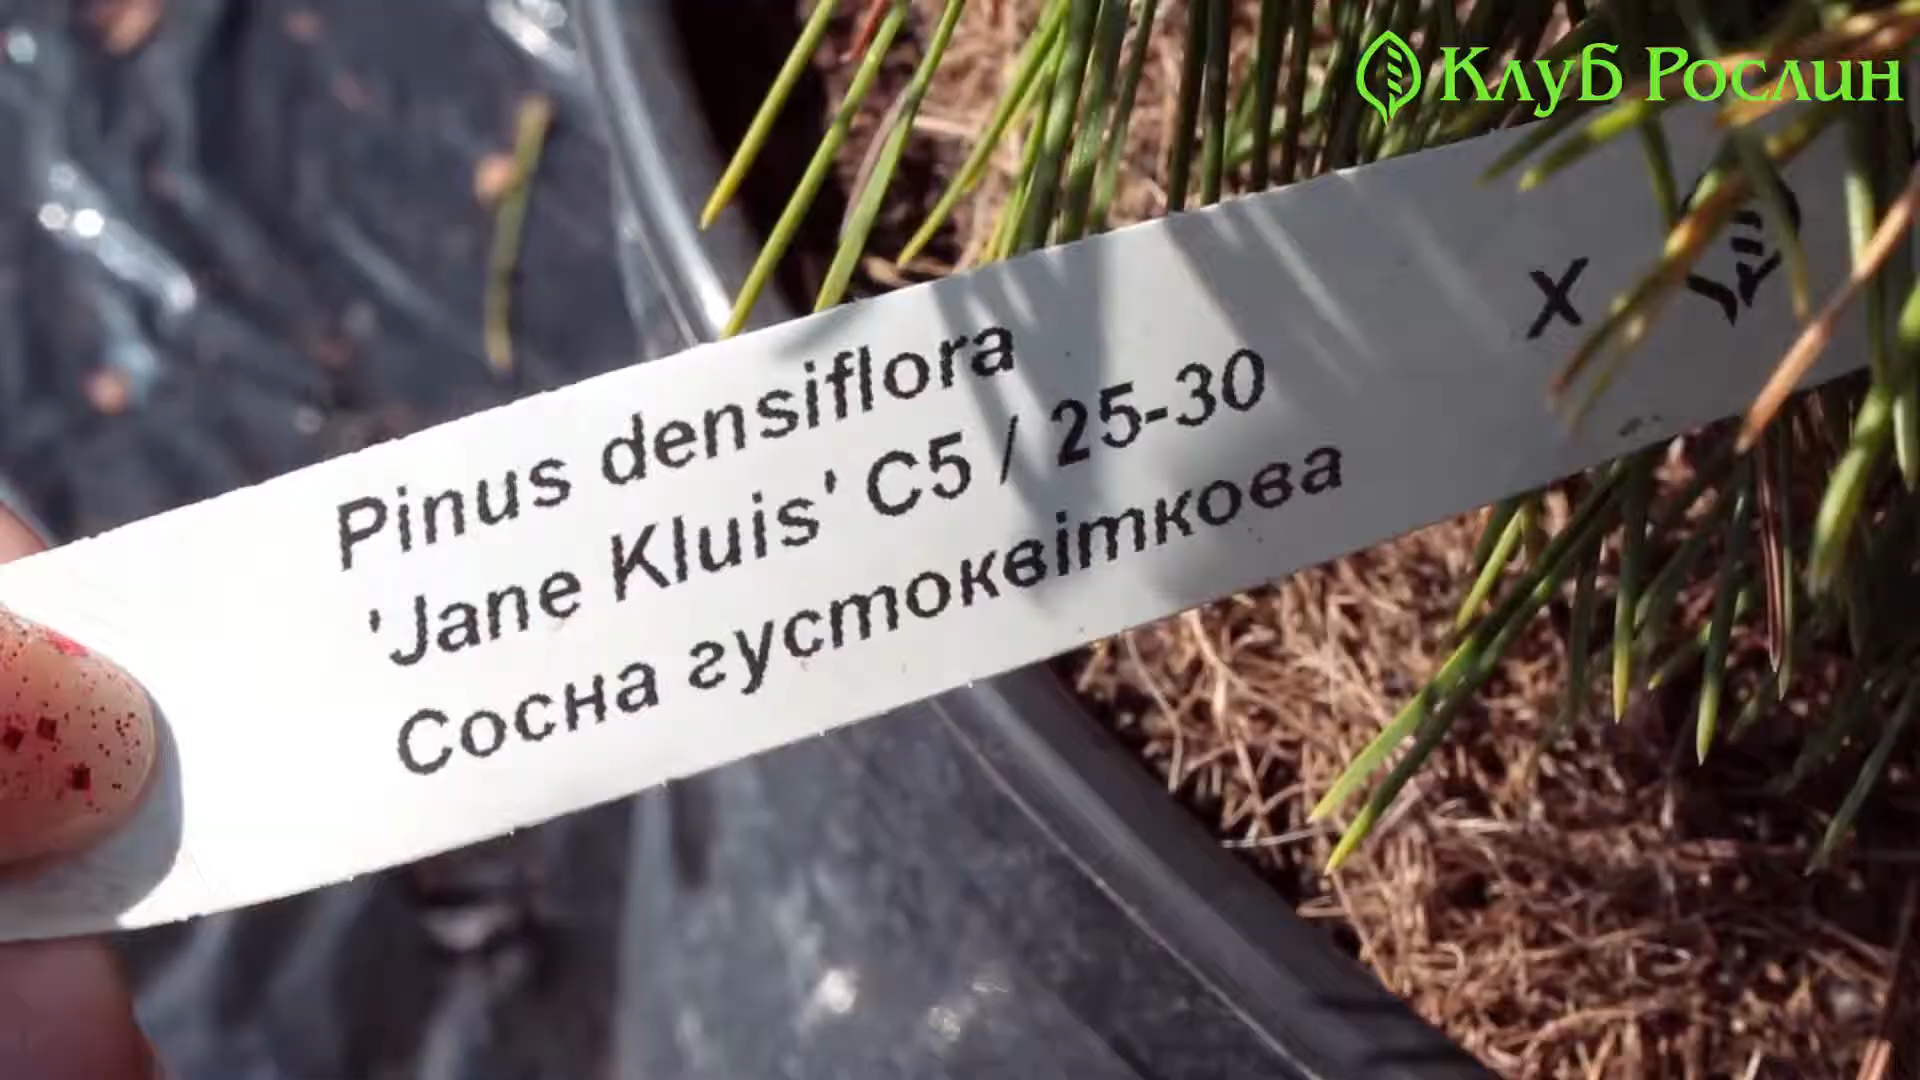 Клуб Рослин
Pinus densiflora
'Jane Kluis' C5 / 25-30
Сосна густоквіткова
X